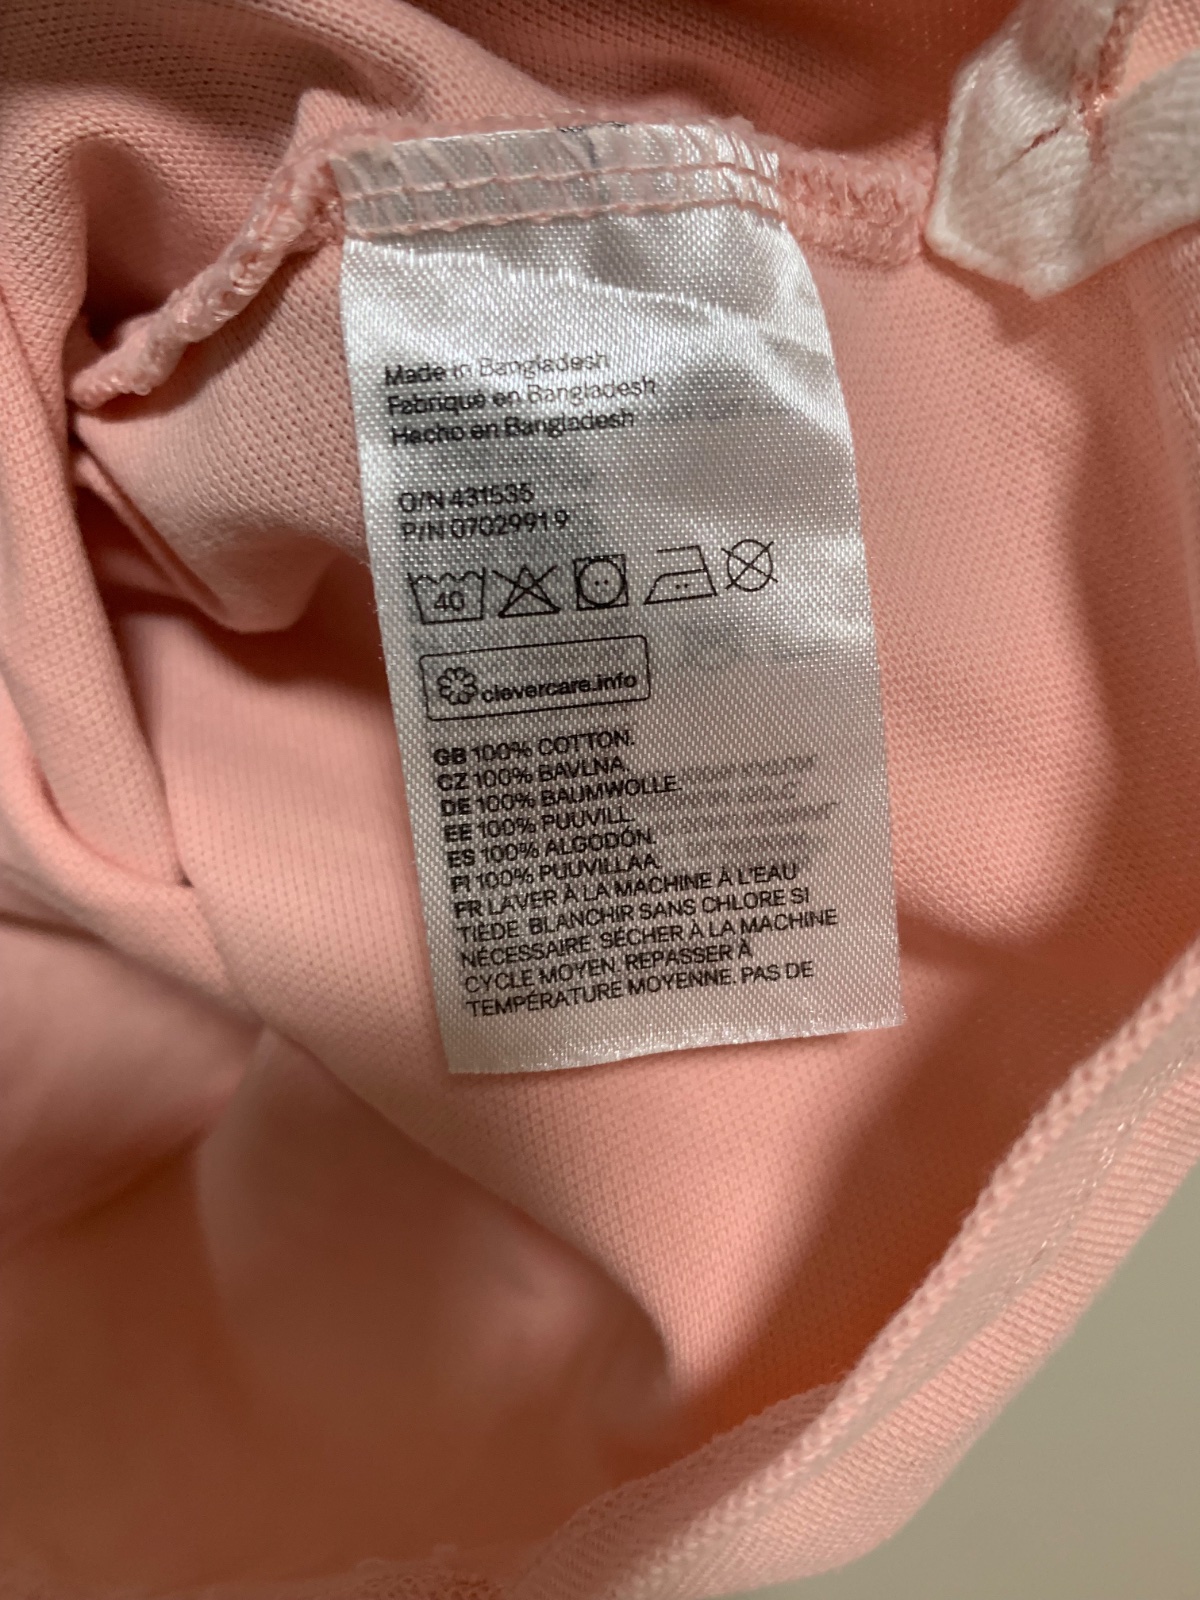 Made in Bangladesh
Fabriqué en Bangladesh
Hecho en Bangladesh
O/N 431535
P/N 0702991 9
40
clevercare.info
GB 100% COTTON.
CZ 100% BAVLNA.
DE 100% BAUMWOLLE.
EE 100% PUUVILL.
ES 100% ALGODÓN.
FI 100% PUUVILLAA.
FR LAVER À LA MACHINE À L'EAU
TIÈDE. BLANCHIR SANS CHLORE SI
NÉCESSAIRE. SÉCHER À LA MACHINE
CYCLE MOYEN. REPASSER À
TEMPÉRATURE MOYENNE. PAS DE